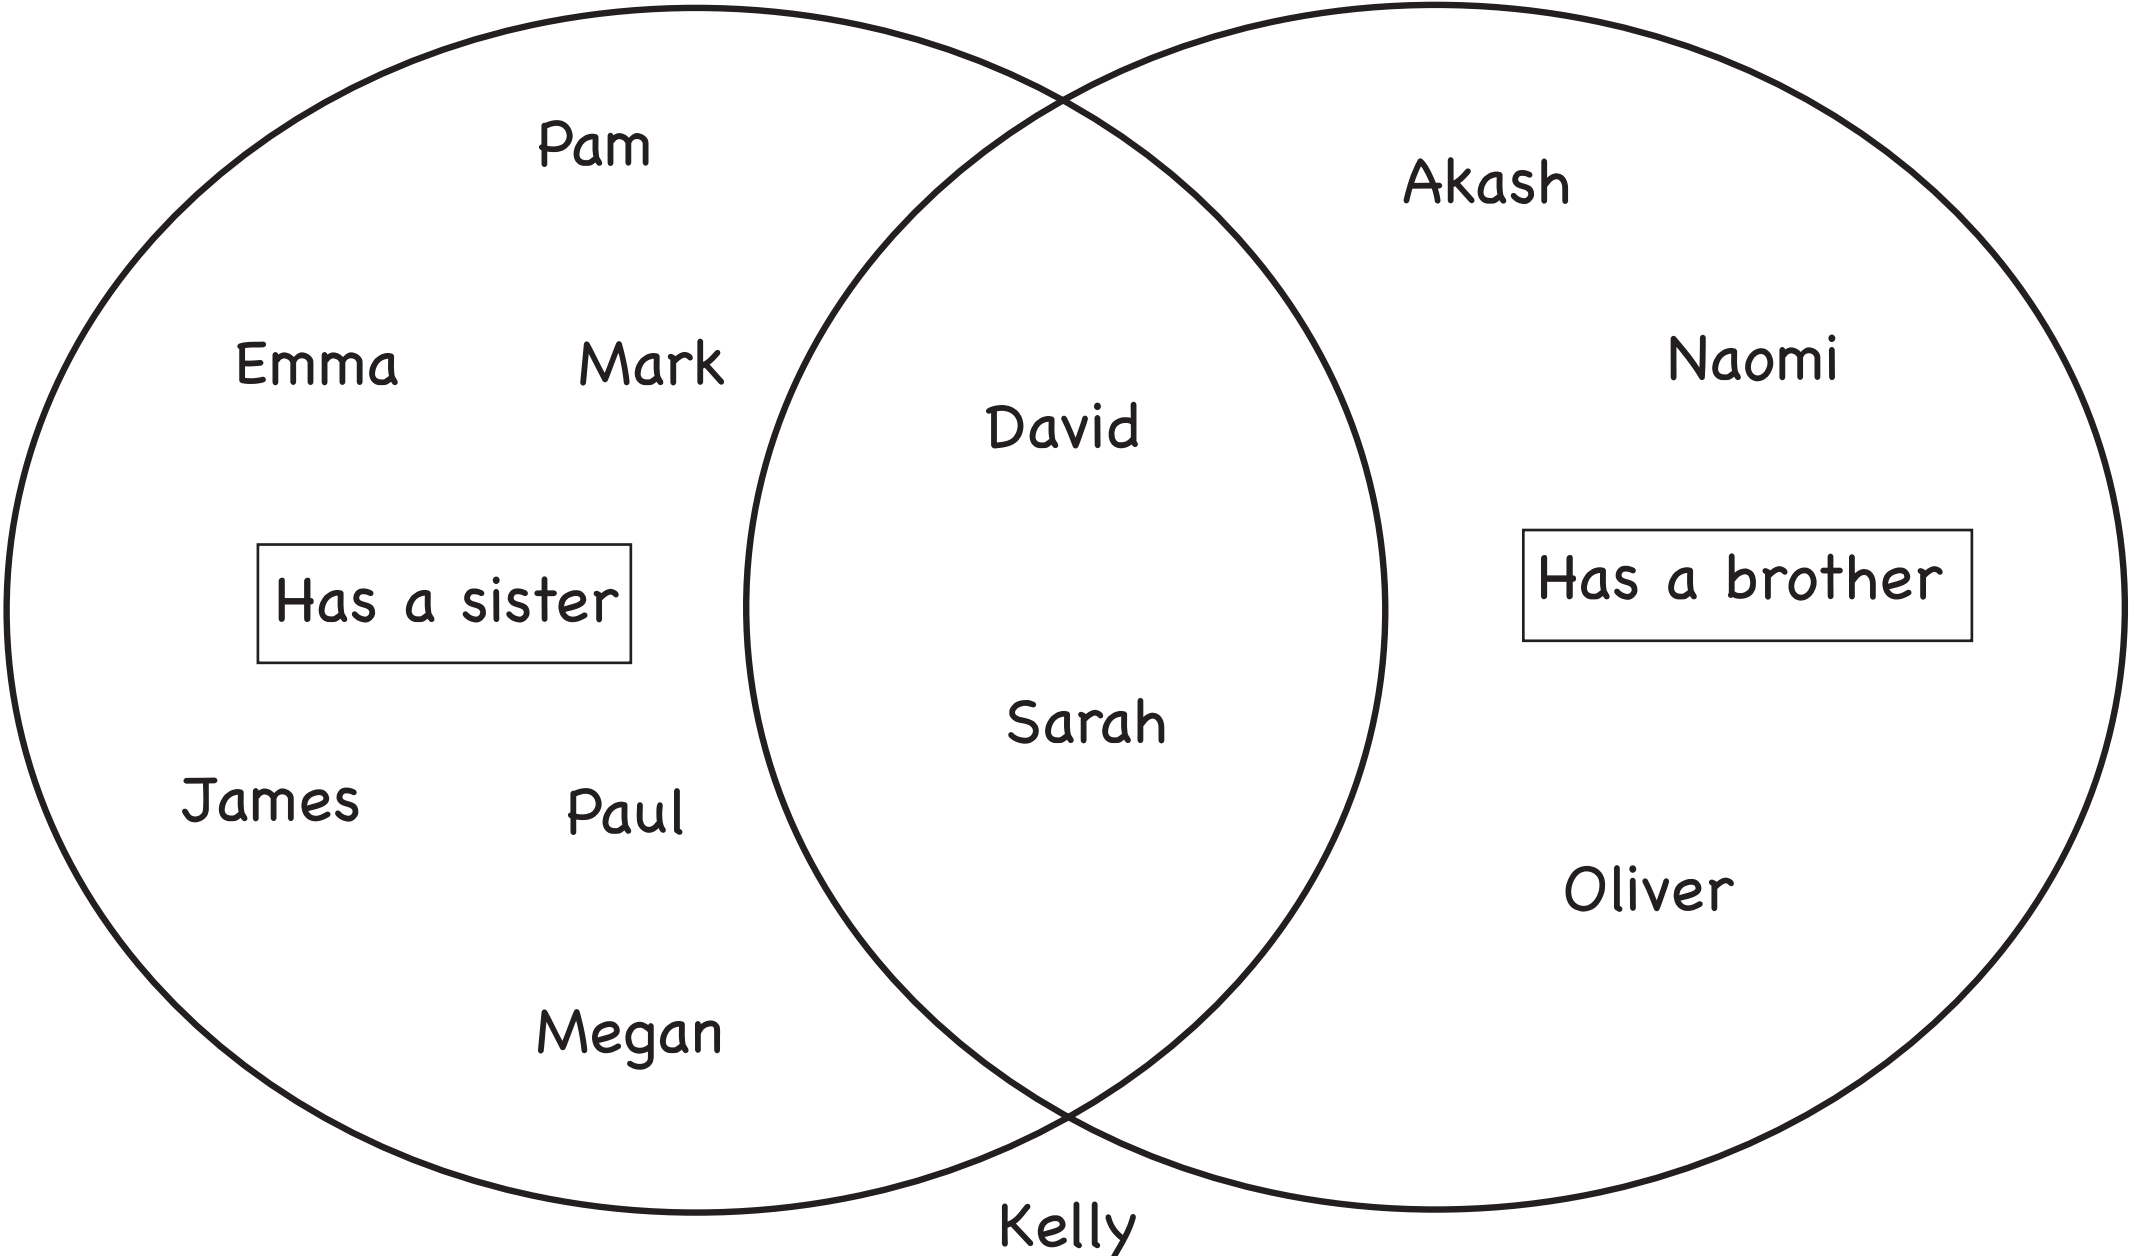 Pam
Akash
Emma
Mark
Naomi
David
Has a sister
Has a brother
Sarah
James
Paul
Oliver
Megan
Kelly